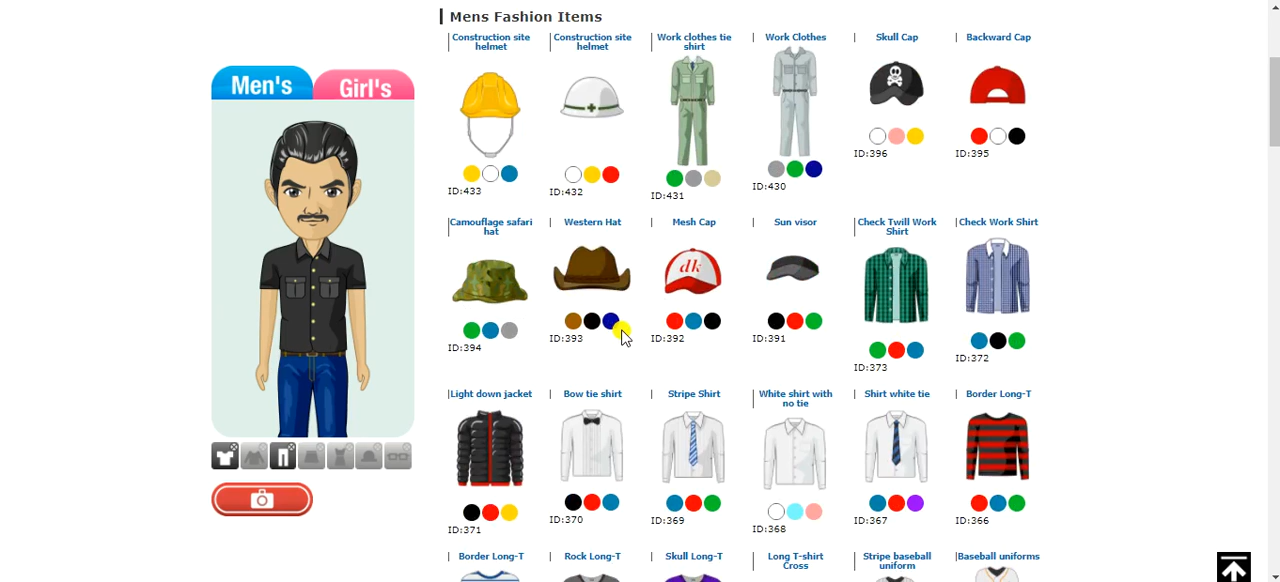 Mens Fashion Items
Men's
Girl's
Construction site
helmet
Construction site
helmet
Work clothes tie
shirt
Work Clothes
Skull Cap
Backward Cap
ID:433
ID:432
ID:431
ID:430
ID:396
ID:395
Camouflage safari
hat
Western Hat
Mesh Cap
Sun visor
Check Twill Work
Shirt
Check Work Shirt
dk
ID:394
ID:393
ID:392
ID:391
ID:373
ID:372
Light down jacket
Bow tie shirt
Stripe Shirt
White shirt with
no tie
Shirt white tie
Border Long-T
ID:371
ID:370
ID:369
ID:368
ID:367
ID:366
Border Long-T
Rock Long-T
Skull Long-T
Long T-shirt
Cross
Stripe baseball
uniform
Baseball uniforms